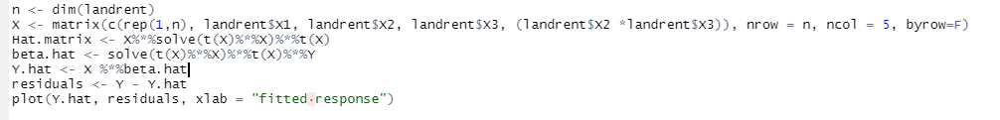 n <- dim(landrent)
X <- matrix(c(rep(1,n), landrent$X1, landrent$X2, landrent$X3, (landrent$X2 *landrent$X3)), nrow = n, ncol = 5, byrow=F)
Hat.matrix <- X%*%solve(t(X)%*%X)%*%t(X)
beta.hat <- solve(t(X)%*%X)%*%t(X)%*%Y
Y.hat <- X %*%beta.hat
residuals <- Y - Y.hat
plot(Y.hat, residuals, xlab = "fitted·response")